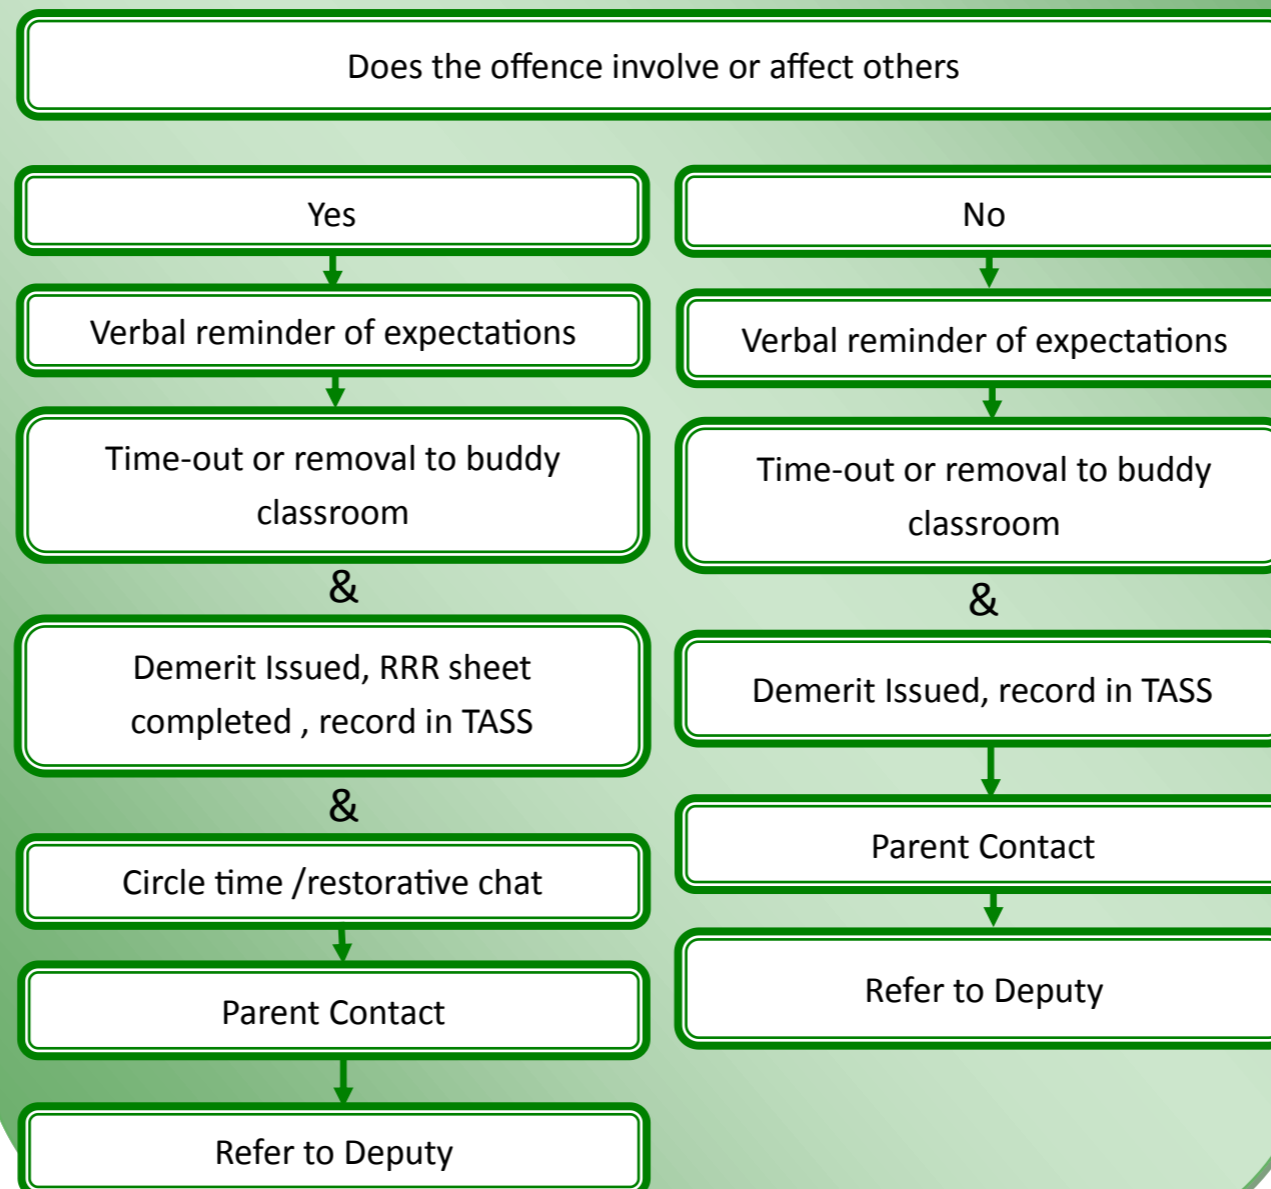 Does the offence involve or affect others
Yes
Verbal reminder of expectations
Time-out or removal to buddy
classroom
&
Demerit Issued, RRR sheet
completed , record in TASS
&
Circle time /restorative chat
Parent Contact
Refer to Deputy
No
Verbal reminder of expectations
Time-out or removal to buddy
classroom
&
Demerit Issued, record in TASS
Parent Contact
Refer to Deputy